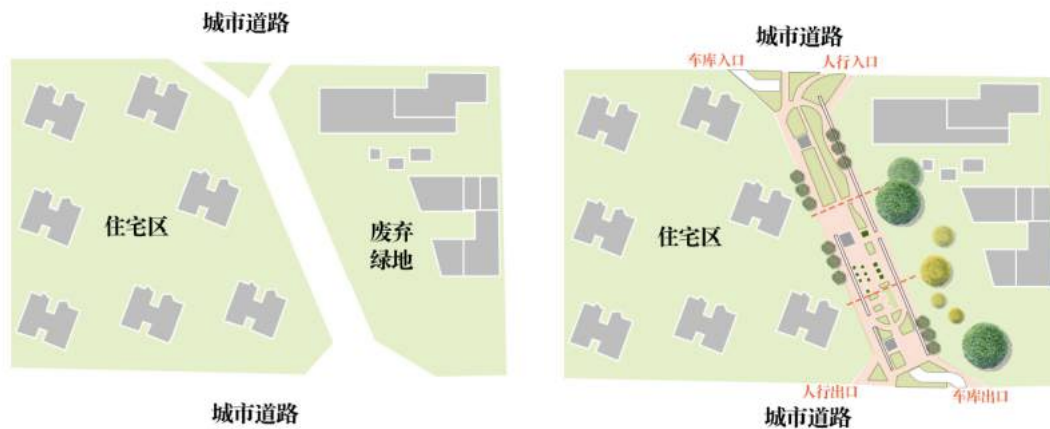 城市道路
住宅区
废弃
绿地
城市道路
城市道路
车库入口
人行入口
住宅区
人行出口
车库出口
城市道路